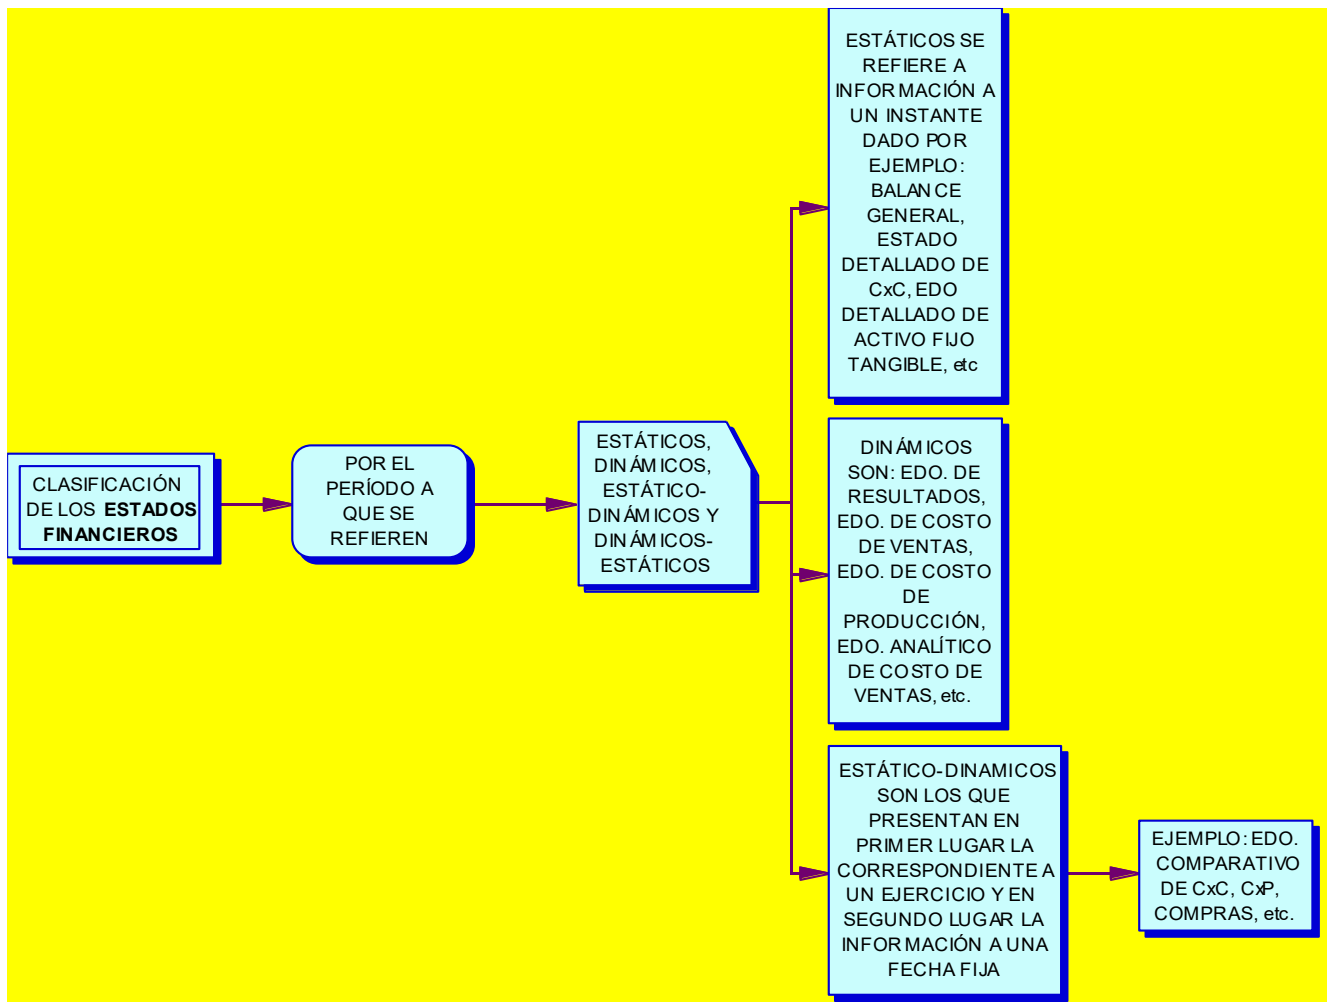 CLASIFICACIÓN
DE LOS ESTADOS
FINANCIEROS
POR EL
PERÍODO A
QUE SE
REFIEREN
ESTÁTICOS,
DINÁMICOS,
ESTÁTICO-
DINÁMICOS Y
DINÁMICOS-
ESTÁTICOS
ESTÁTICOS SE
REFIERE A
INFORMACIÓN A
UN INSTANTE
DADO POR
EJEMPLO:
BALANCE
GENERAL,
ESTADO
DETALLADO DE
CxC, EDO
DETALLADO DE
ACTIVO FIJO
TANGIBLE, etc
DINÁMICOS
SON: EDO. DE
RESULTADOS,
EDO. DE COSTO
DE VENTAS,
EDO. DE COSTO
DE
PRODUCCIÓN,
EDO. ANALÍTICO
DE COSTO DE
VENTAS, etc.
ESTÁTICO-DINAMICOS
SON LOS QUE
PRESENTAN EN
PRIMER LUGAR LA
CORRESPONDIENTE A
UN EJERCICIO Y EN
SEGUNDO LUGAR LA
INFORMACIÓN A UNA
FECHA FIJA
EJEMPLO: EDO.
COMPARATIVO
DE CxC, CxP,
COMPRAS, etc.